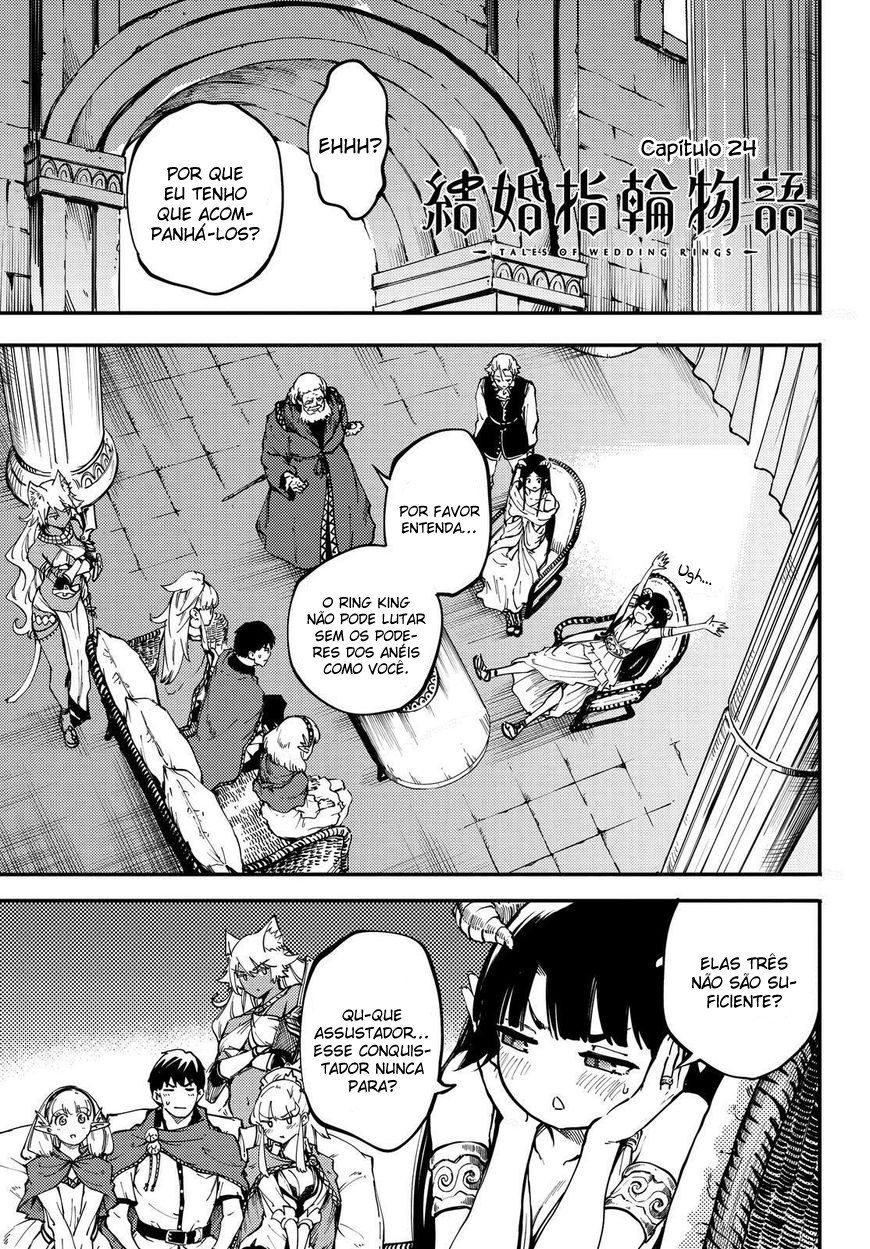 Capítulo 24
結婚指輪物語
TALES OF WEDDING RINGS
EHHH?
POR QUE
EU TENHO
QUE ACOM-
PANHÁ-LOS?
POR FAVOR
ENTENDA...
O RING KING
NÃO PODE LUTAR
SEM OS PODE-
RES DOS ANÉIS
COMO VOCÊ.
Ugh...
ELAS TRÊS
NÃO SÃO SU-
FICIENTE?
QU-QUE
ASSUSTADOR...
ESSE CONQUIS-
TADOR NUNCA
PARA?